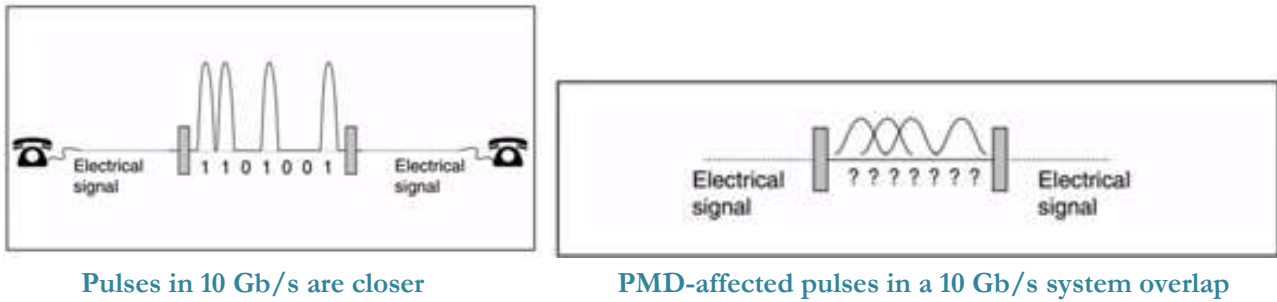 Electrical
signal
1 1 0 1 0 0 1
Electrical
signal
Pulses in 10 Gb/s are closer
Electrical
signal
? ? ? ? ? ? ?
Electrical
signal
PMD-affected pulses in a 10 Gb/s system overlap